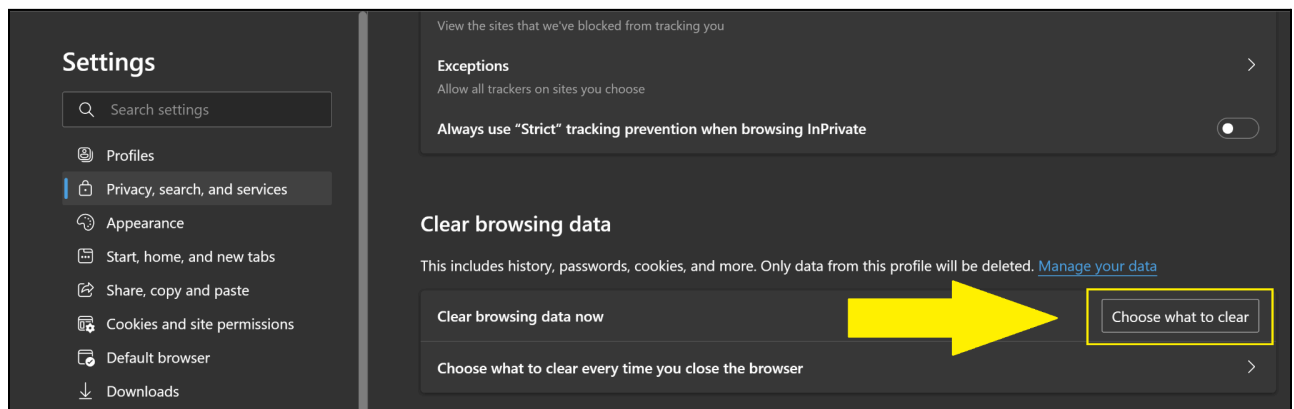 Settings
Search settings
Profiles
Privacy, search, and services
Appearance
Start, home, and new tabs
Share, copy and paste
Cookies and site permissions
Default browser
Downloads
View the sites that we've blocked from tracking you
Exceptions
Allow all trackers on sites you choose
Always use “Strict” tracking prevention when browsing InPrivate
Clear browsing data
This includes history, passwords, cookies, and more. Only data from this profile will be deleted. Manage your data
Clear browsing data now
Choose what to clear
Choose what to clear every time you close the browser